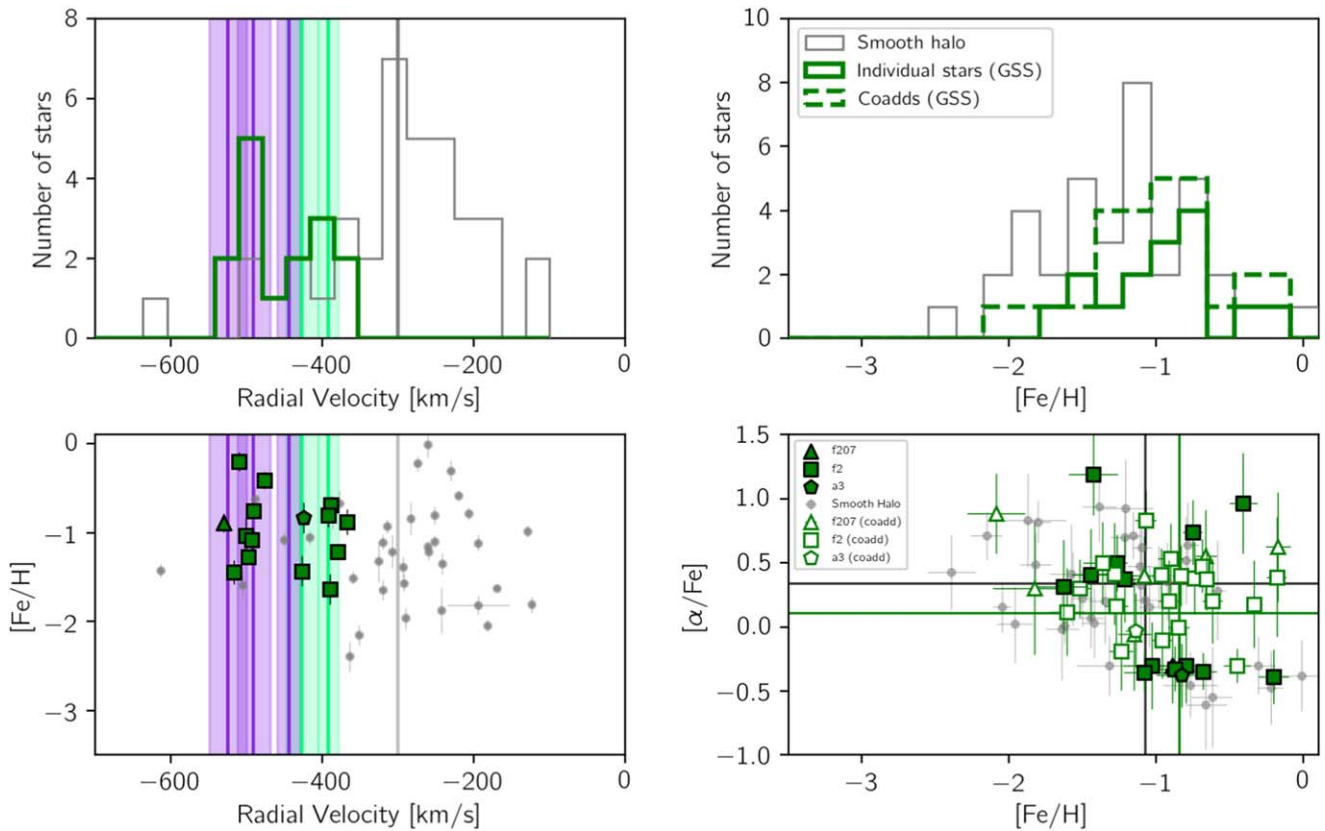 8
6
4
2
0
Number of stars
−600
−400
−200
0
Radial Velocity [km/s]
10
8
6
4
2
0
Number of stars
Smooth halo
Individual stars (GSS)
Coadds (GSS)
−3
−2
−1
0
[Fe/H]
0
−1
−2
−3
[Fe/H]
−600
−400
−200
0
Radial Velocity [km/s]
1.5
1.0
0.5
0.0
−0.5
−1.0
[α/Fe]
f207
f2
a3
Smooth Halo
f207 (coadd)
f2 (coadd)
a3 (coadd)
−3
−2
−1
0
[Fe/H]